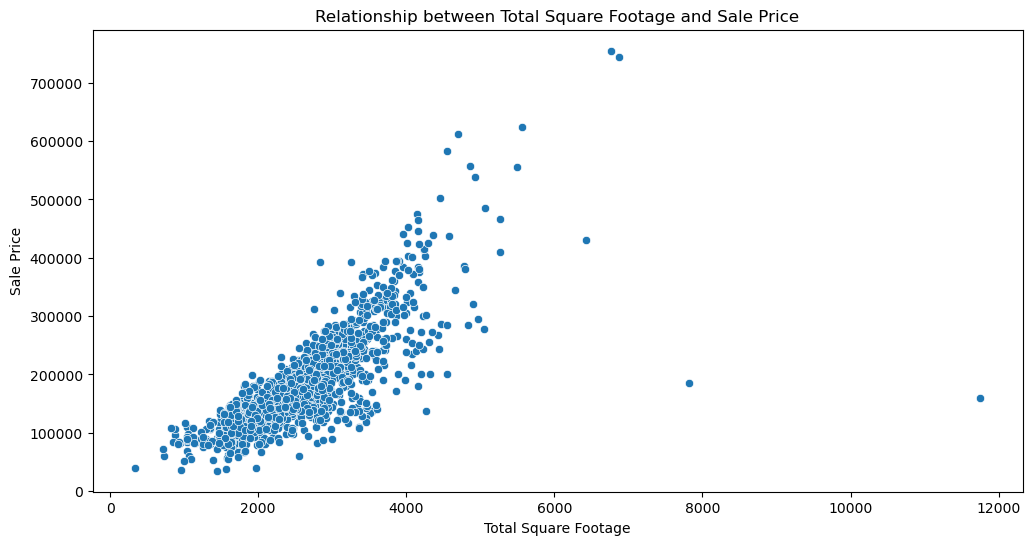 Relationship between Total Square Footage and Sale Price
700000
600000
500000
400000
300000
200000
100000
0
Sale Price
0 2000 4000 6000 8000 10000 12000
Total Square Footage